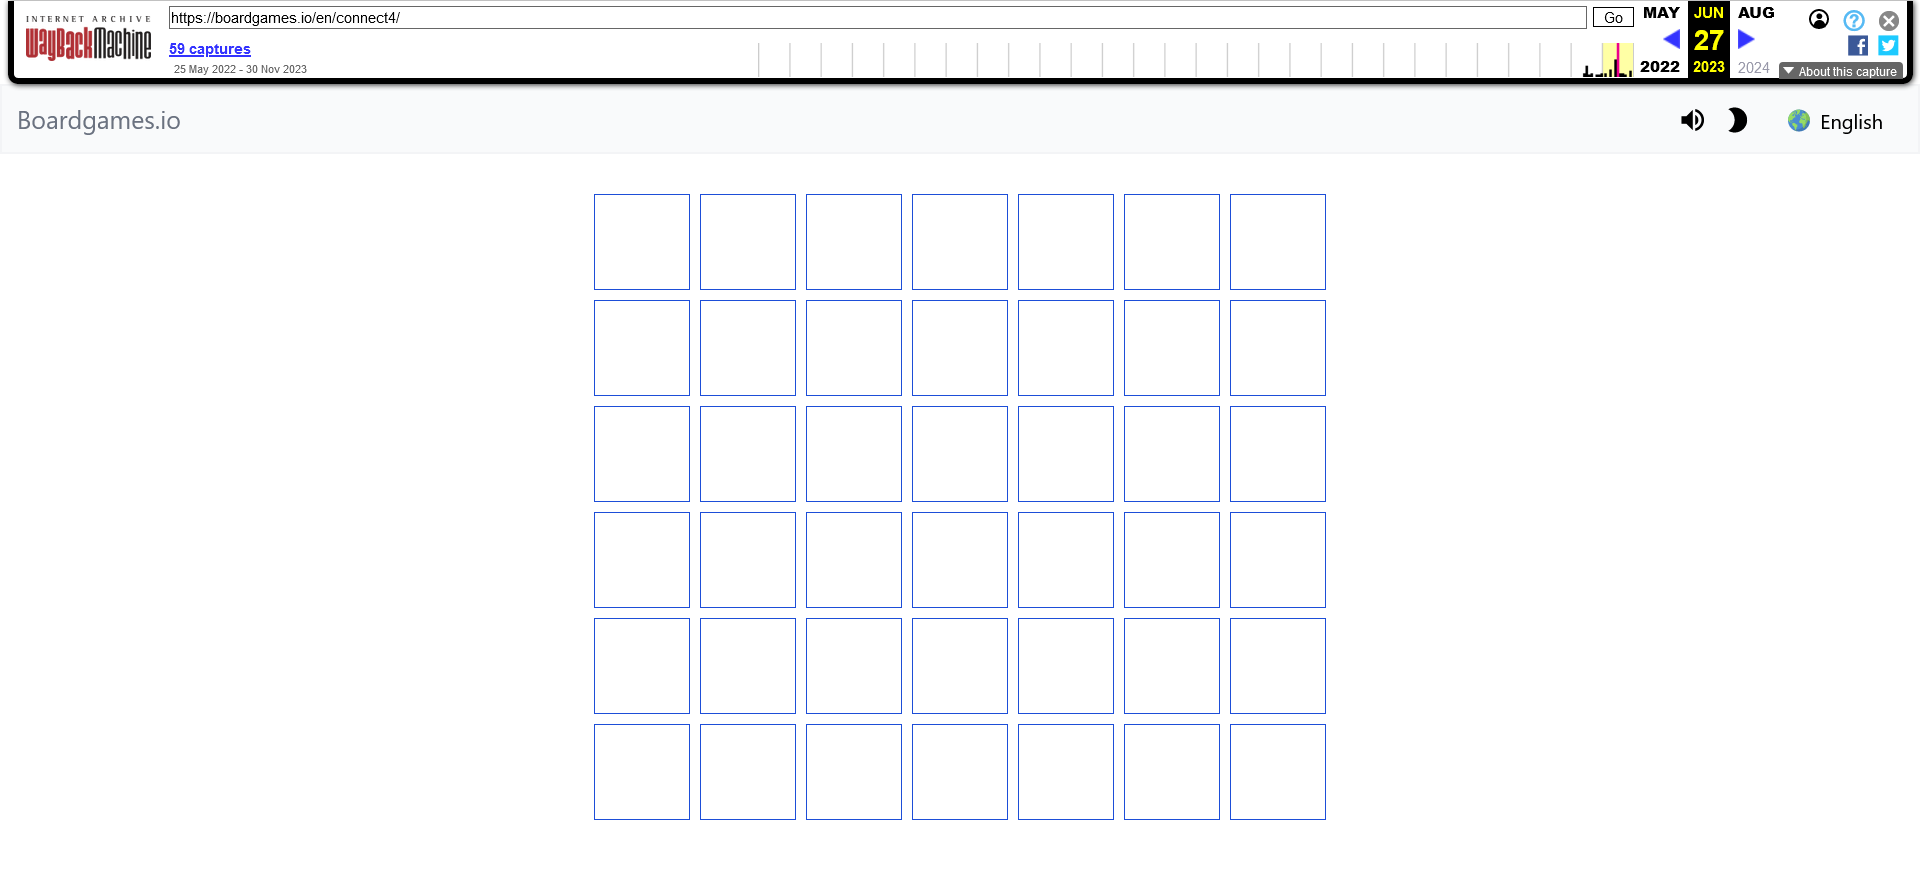 INTERNET ARCHIVE
WayBackMachine
https://boardgames.io/en/connect4/
Go
59 captures
25 May 2022 - 30 Nov 2023
MAY
JUN
AUG
27
2022
2023
2024
f
About this capture
Boardgames.io
English